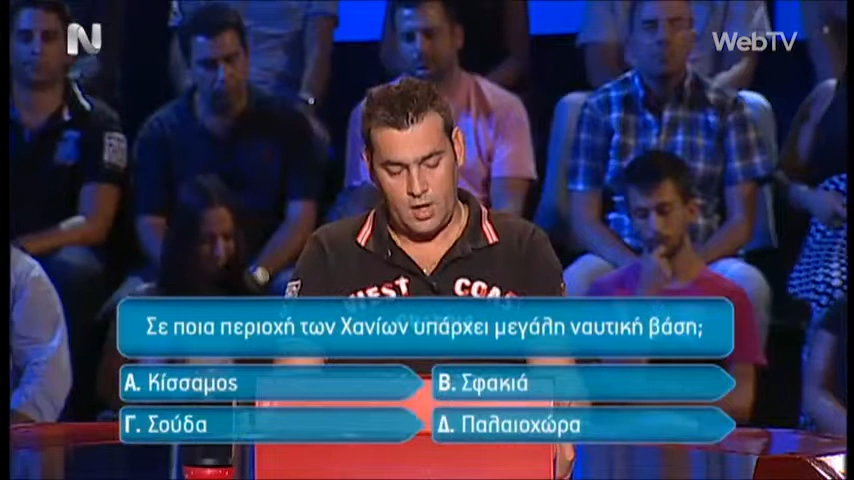 N
WebTV
WEST COAST
Σε ποια περιοχή των Χανίων υπάρχει μεγάλη ναυτική βάση;
Α. Κίσσαμος
Β. Σφακιά
Γ. Σούδα
Δ. Παλαιοχώρα